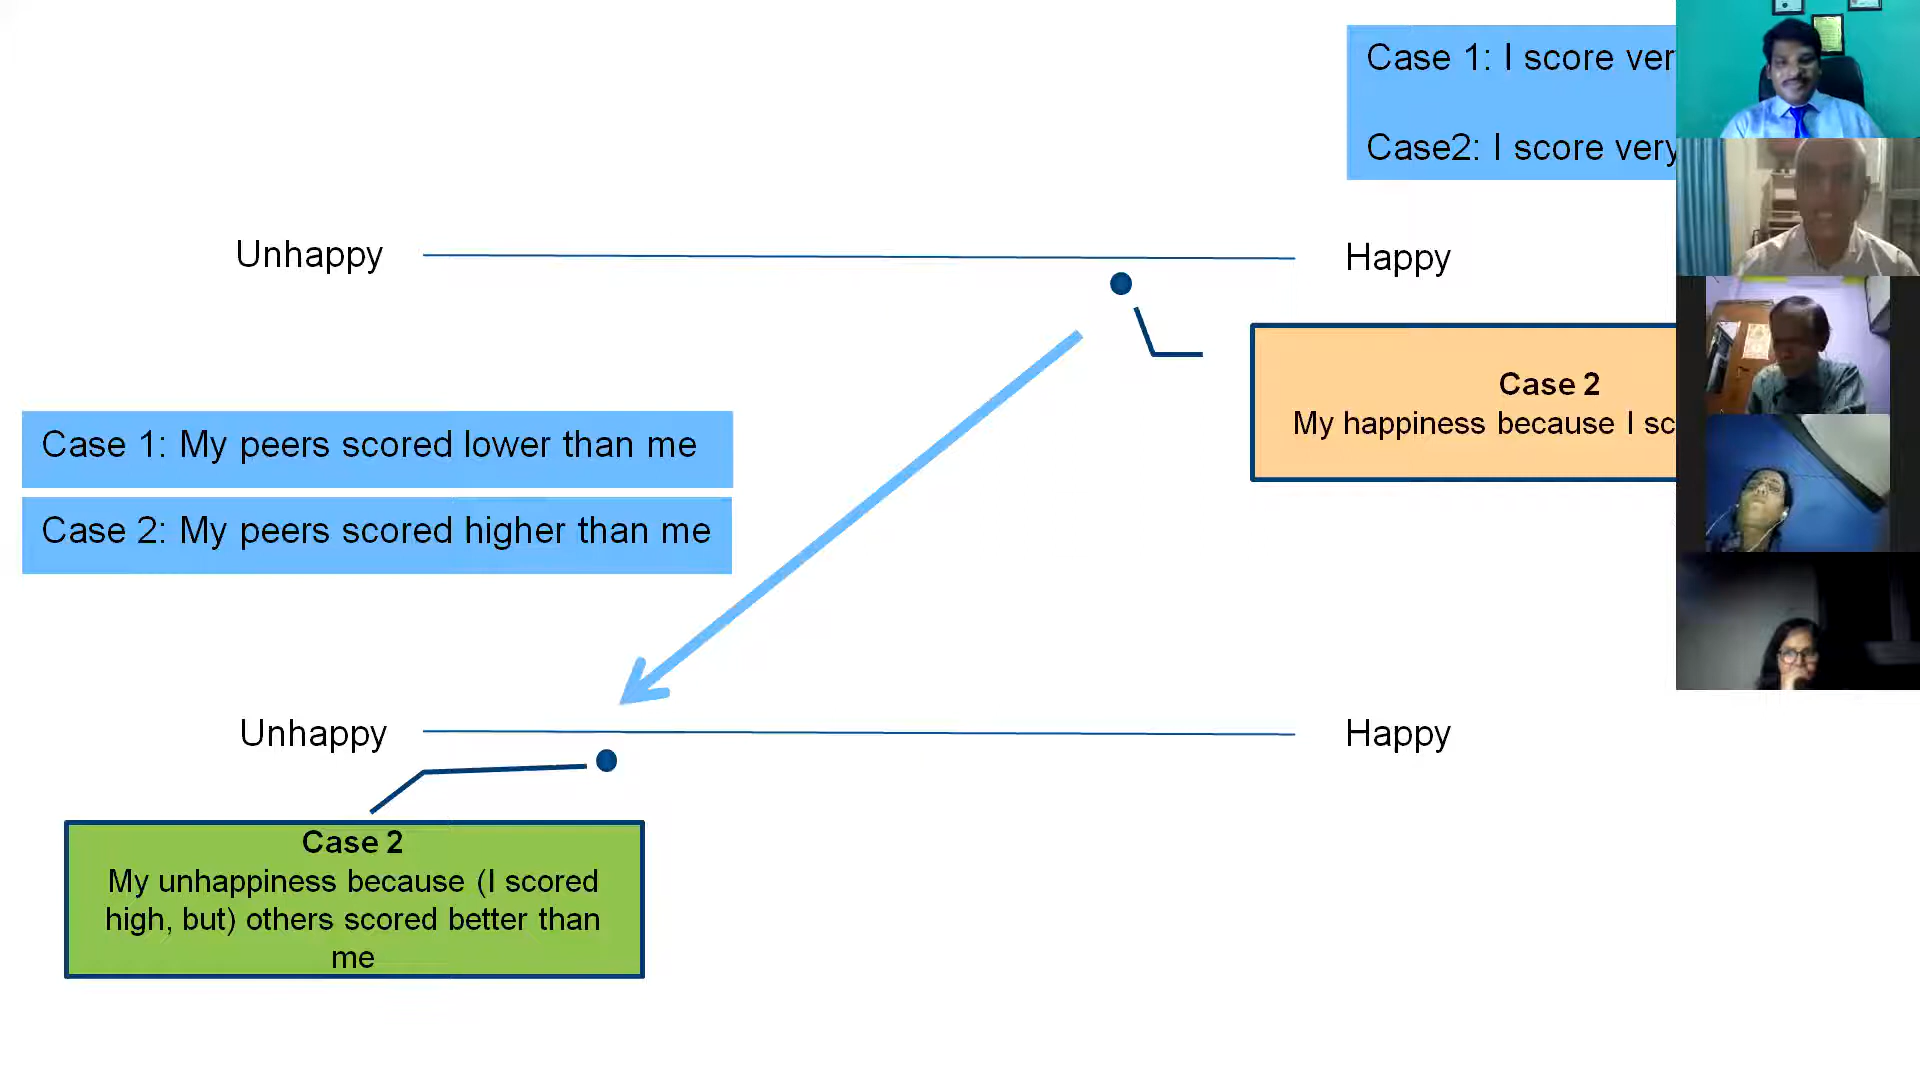 Case 1: I score ver
Case2: I score very
Unhappy
Happy
Case 2
My happiness because I sc
Case 1: My peers scored lower than me
Case 2: My peers scored higher than me
Unhappy
Happy
Case 2
My unhappiness because (I scored
high, but) others scored better than
me